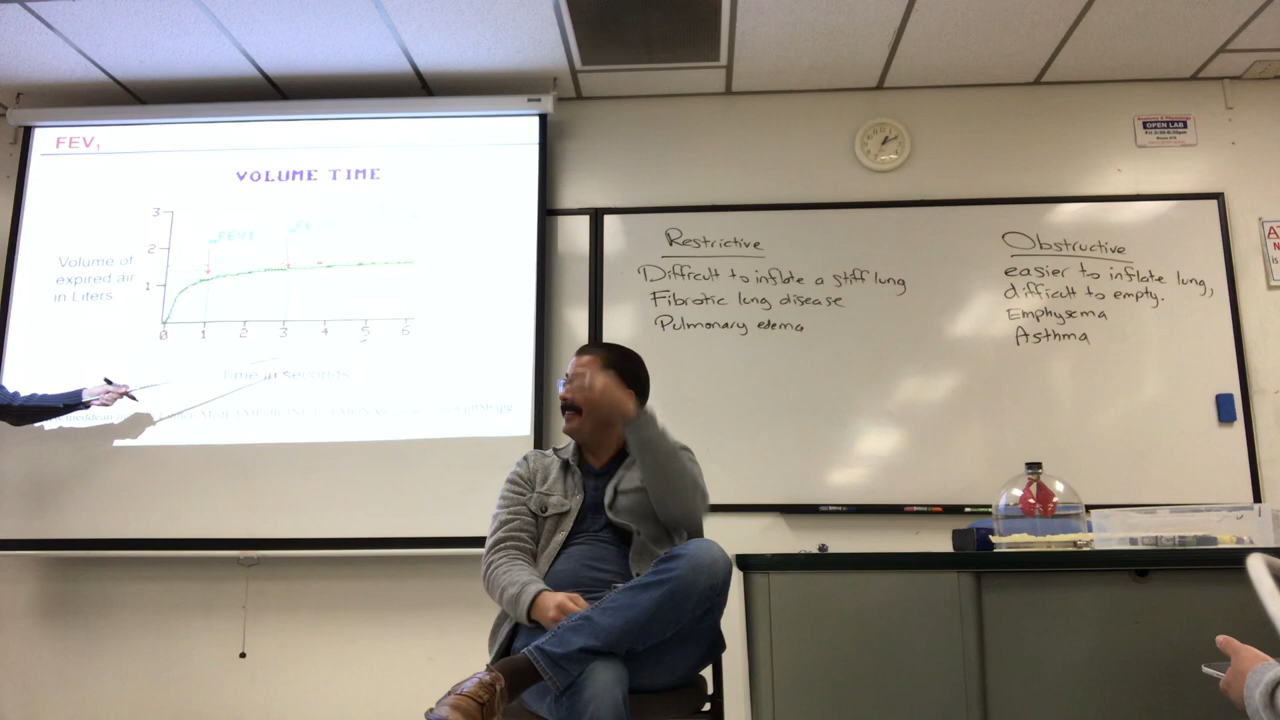 FEV1
VOLUME TIME
3
2
1
FEV1
Volume of
expired air
in Liters
0 1 2 3 4 5 6
Time in seconds
Restrictive
Difficult to inflate a stiff lung
Fibrotic lung disease
Pulmonary edema
Obstructive
easier to inflate lung,
difficult to empty.
Emphysema
Asthma
OPEN LAB